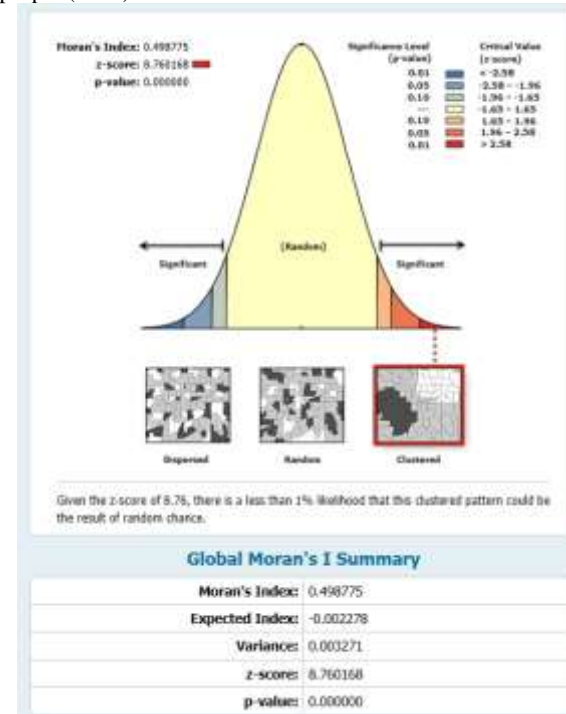 Moran's Index: 0.498775
z-score: 8.760168
p-value: 0.000000
Significance Level
(p-value)
Critical Value
(z-score)
0.01 < -2.58
0.05 -2.58 - -1.96
0.10 -1.96 - -1.65
--- -1.65 - 1.65
0.10 1.65 - 1.96
0.05 1.96 - 2.58
0.01 > 2.58
(Random)
Significant
Significant
Dispersed
Random
Clustered
Given the z-score of 8.76, there is a less than 1% likelihood that this clustered pattern could be
the result of random chance.
Global Moran's I Summary
Moran's Index: 0.498775
Expected Index: -0.002278
Variance: 0.003271
z-score: 8.760168
p-value: 0.000000